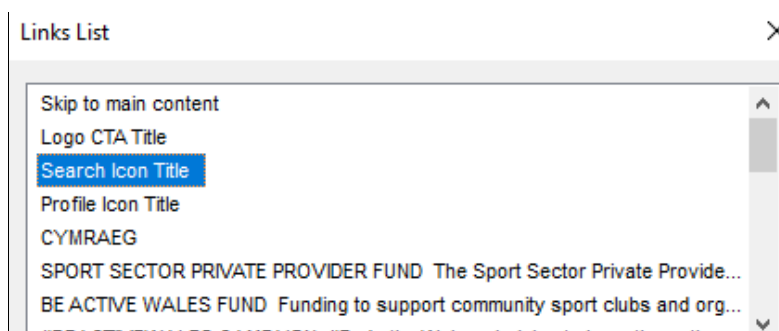 Links List
Skip to main content
Logo CTA Title
Search Icon Title
Profile Icon Title
CYMRAEG
SPORT SECTOR PRIVATE PROVIDER FUND The Sport Sector Private Provide...
BE ACTIVE WALES FUND Funding to support community sport clubs and org...